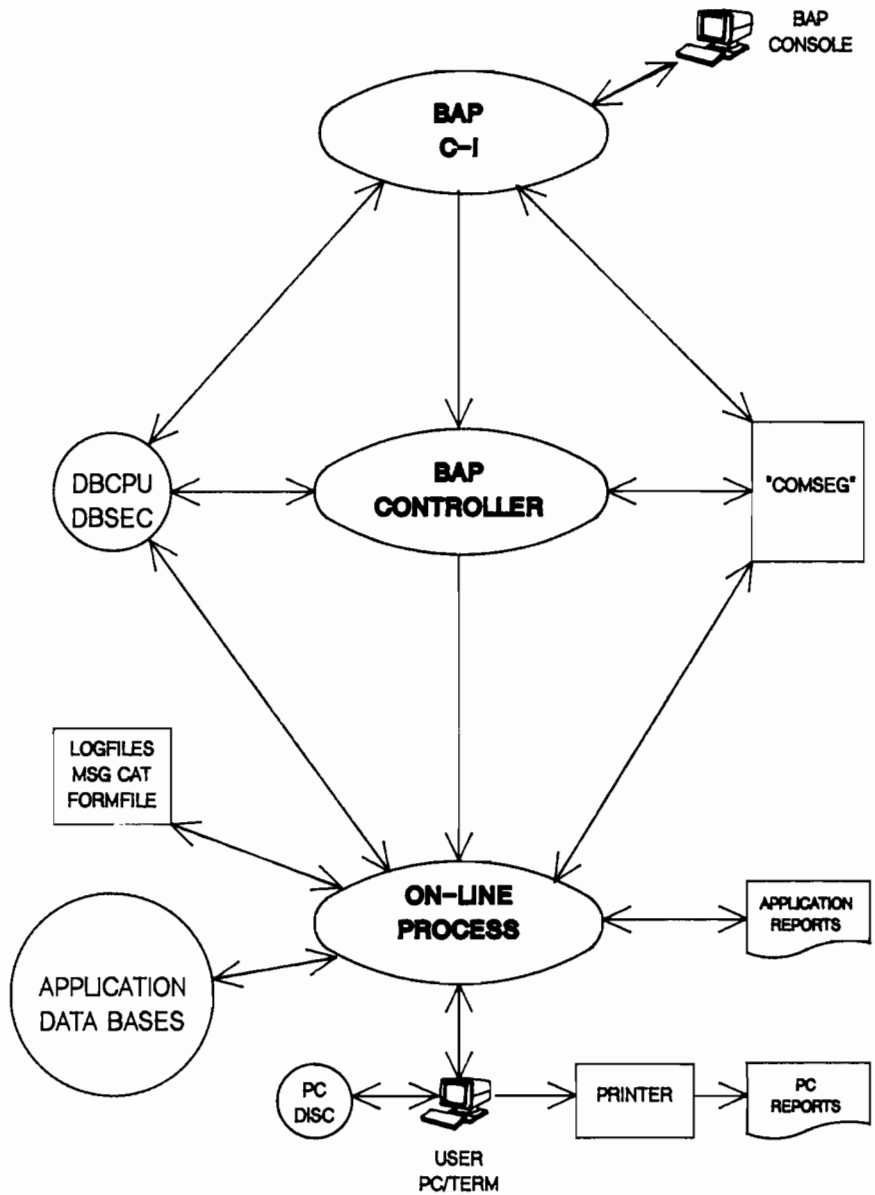 BAP
CONSOLE
BAP
C-I
DBCPU
DBSEC
BAP
CONTROLLER
"COMSEG"
LOGFILES
MSG CAT
FORMFILE
ON-LINE
PROCESS
APPLICATION
REPORTS
APPLICATION
DATA BASES
PC
DISC
PRINTER
PC
REPORTS
USER
PC/TERM